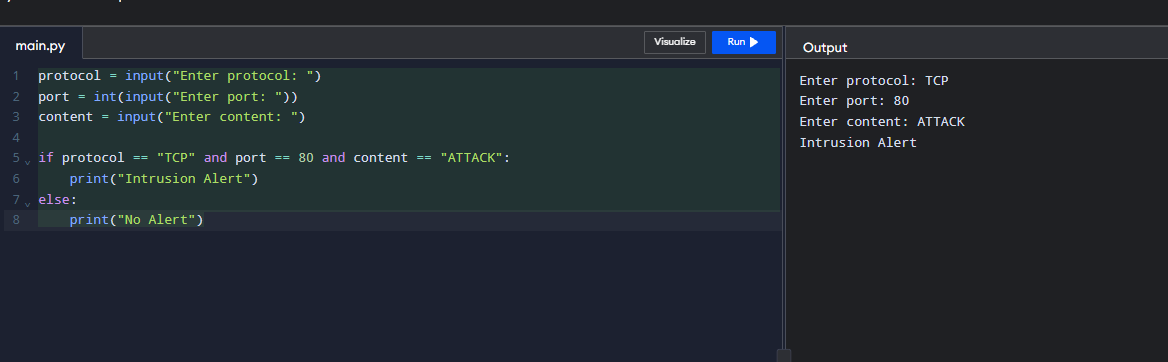 main.py
Visualize
Run
1 protocol = input("Enter protocol: ")
2 port = int(input("Enter port: "))
3 content = input("Enter content: ")
4
5 if protocol == "TCP" and port == 80 and content == "ATTACK":
6     print("Intrusion Alert")
7 else:
8     print("No Alert")
Output
Enter protocol: TCP
Enter port: 80
Enter content: ATTACK
Intrusion Alert